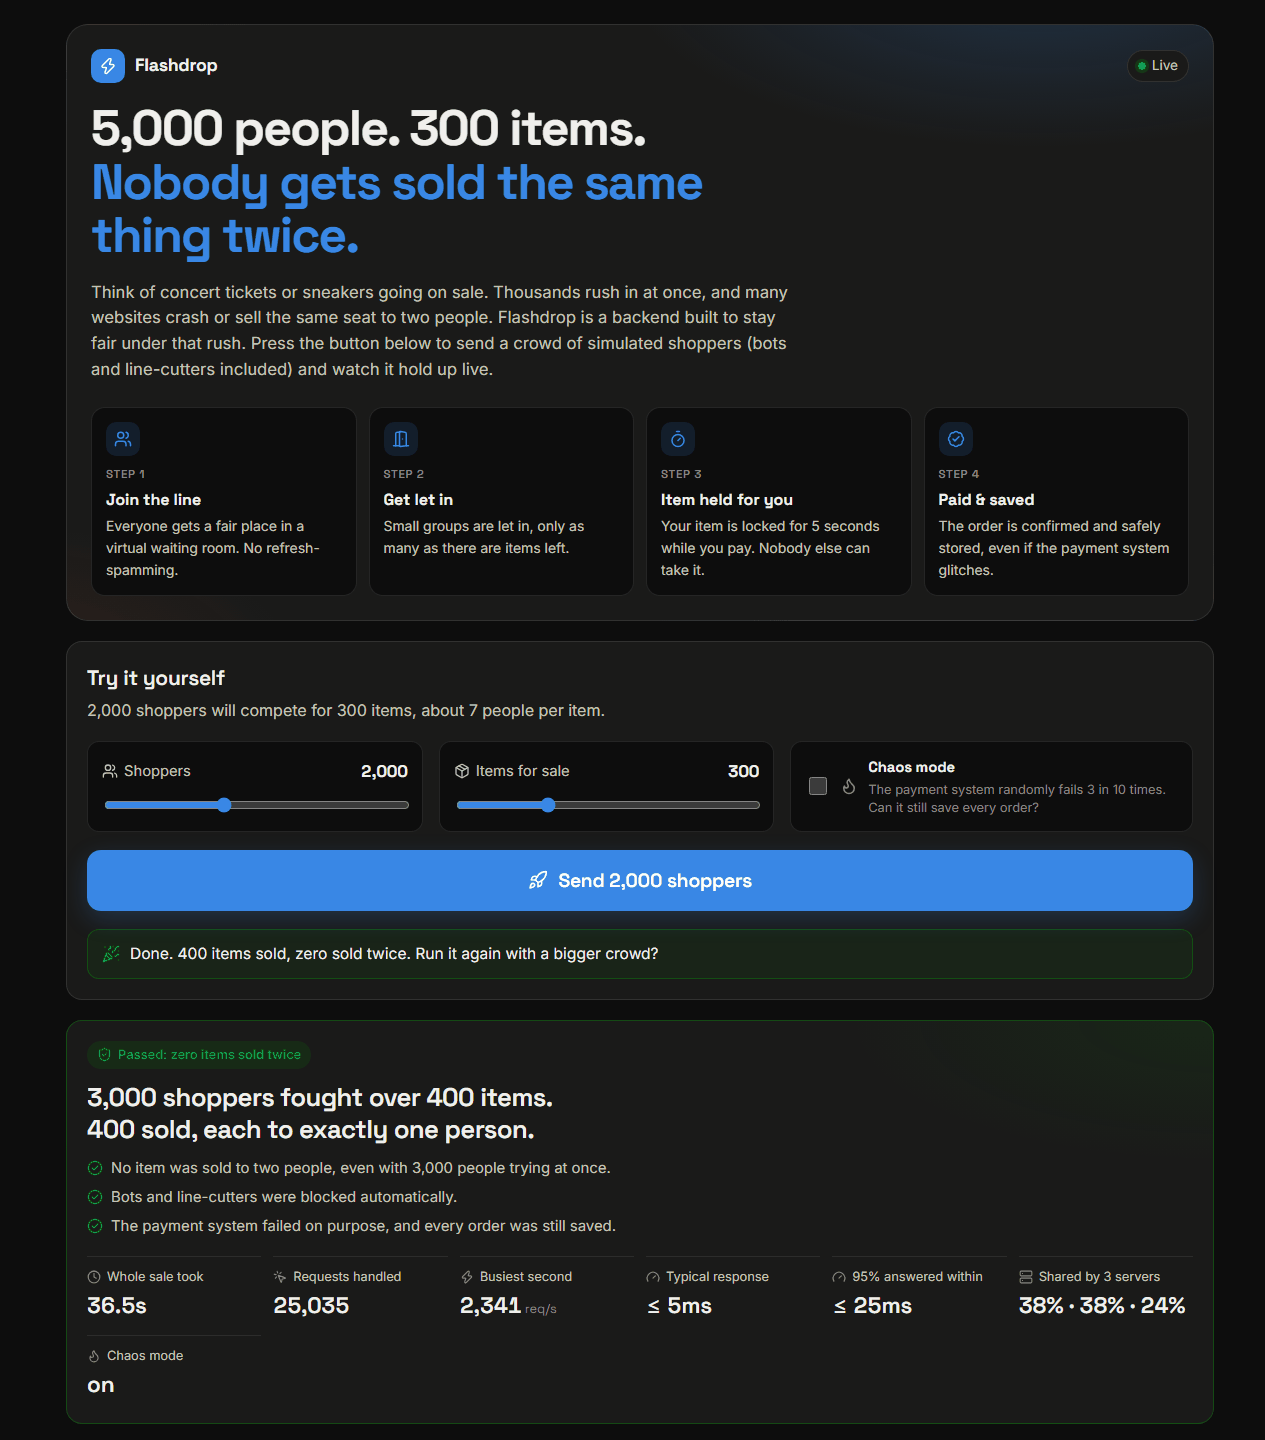 Flashdrop
Live
5,000 people. 300 items.
Nobody gets sold the same
thing twice.
Think of concert tickets or sneakers going on sale. Thousands rush in at once, and many
websites crash or sell the same seat to two people. Flashdrop is a backend built to stay
fair under that rush. Press the button below to send a crowd of simulated shoppers (bots
and line-cutters included) and watch it hold up live.
STEP 1
Join the line
Everyone gets a fair place in a
virtual waiting room. No refresh-
spamming.
STEP 2
Get let in
Small groups are let in, only as
many as there are items left.
STEP 3
Item held for you
Your item is locked for 5 seconds
while you pay. Nobody else can
take it.
STEP 4
Paid & saved
The order is confirmed and safely
stored, even if the payment system
glitches.
Try it yourself
2,000 shoppers will compete for 300 items, about 7 people per item.
Shoppers 2,000
Items for sale 300
Chaos mode
The payment system randomly fails 3 in 10 times.
Can it still save every order?
Send 2,000 shoppers
Done. 400 items sold, zero sold twice. Run it again with a bigger crowd?
Passed: zero items sold twice
3,000 shoppers fought over 400 items.
400 sold, each to exactly one person.
No item was sold to two people, even with 3,000 people trying at once.
Bots and line-cutters were blocked automatically.
The payment system failed on purpose, and every order was still saved.
Whole sale took
36.5s
Requests handled
25,035
Busiest second
2,341 req/s
Typical response
≤ 5ms
95% answered within
≤ 25ms
Shared by 3 servers
38% · 38% · 24%
Chaos mode
on